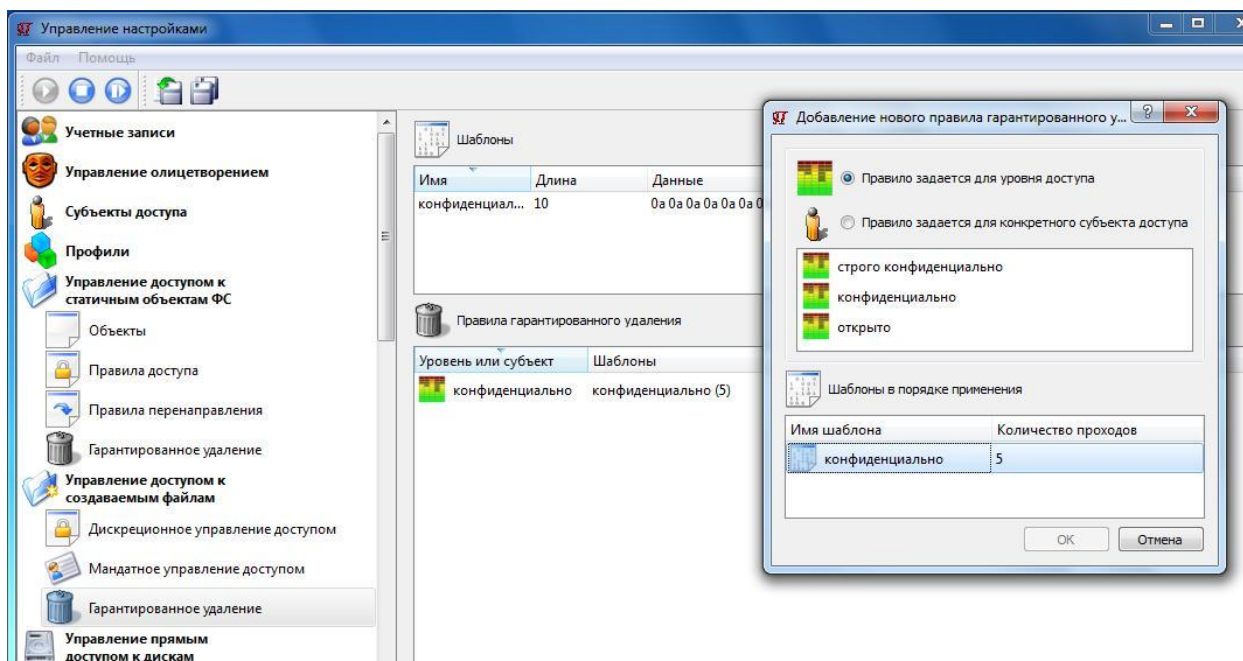 Управление настройками
Файл Помощь
Учетные записи
Управление олицетворением
Субъекты доступа
Профили
Управление доступом к
статичным объектам ФС
Объекты
Правила доступа
Правила перенаправления
Гарантированное удаление
Управление доступом к
создаваемым файлам
Дискреционное управление доступом
Мандатное управление доступом
Гарантированное удаление
Управление прямым
доступом к дискам
Шаблоны
Имя Длина Данные
конфиденциал... 10 0a 0a 0a 0a 0a 0
Правила гарантированного удаления
Уровень или субъект Шаблоны
конфиденциально конфиденциально (5)
Добавление нового правила гарантированного у...
Правило задается для уровня доступа
Правило задается для конкретного субъекта доступа
строго конфиденциально
конфиденциально
открыто
Шаблоны в порядке применения
Имя шаблона Количество проходов
конфиденциально 5
OK Отмена